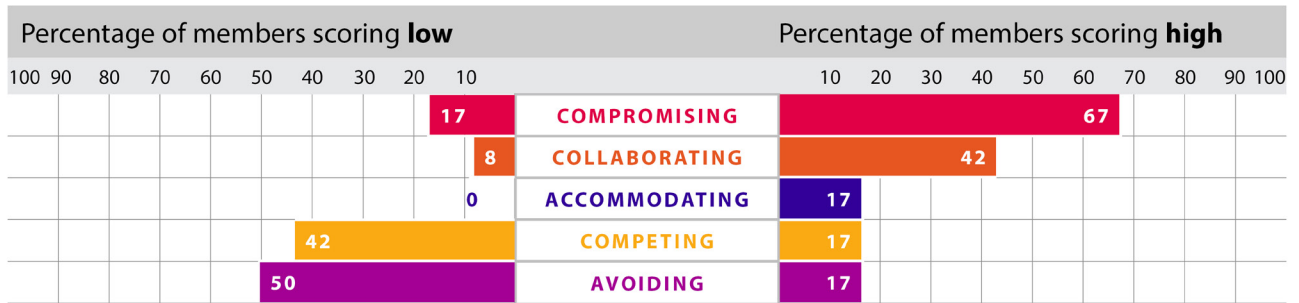 Percentage of members scoring low Percentage of members scoring high
100 90 80 70 60 50 40 30 20 10 10 20 30 40 50 60 70 80 90 100
17 COMPROMISING 67
8 COLLABORATING 42
0 ACCOMMODATING 17
42 COMPETING 17
50 AVOIDING 17